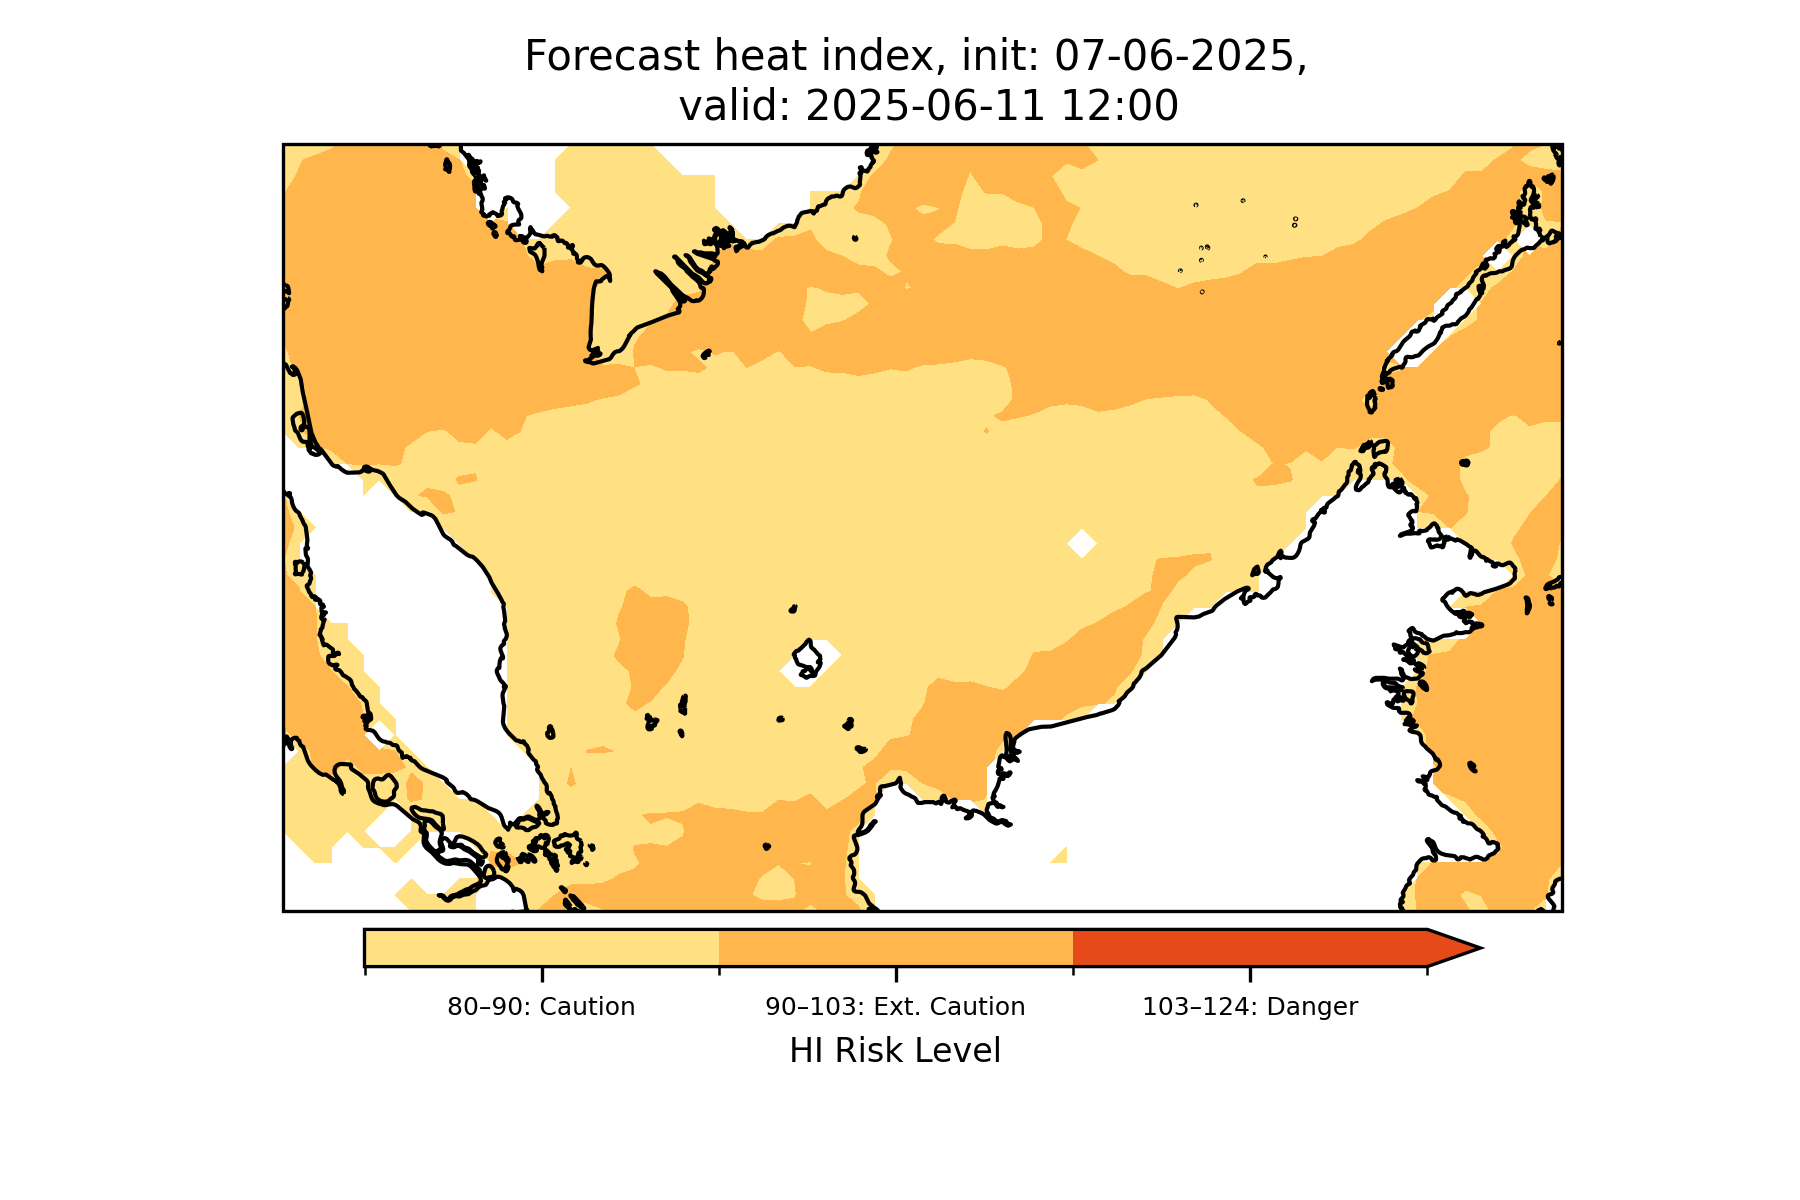 Forecast heat index, init: 07-06-2025,
valid: 2025-06-11 12:00
80–90: Caution
90–103: Ext. Caution
103–124: Danger
HI Risk Level